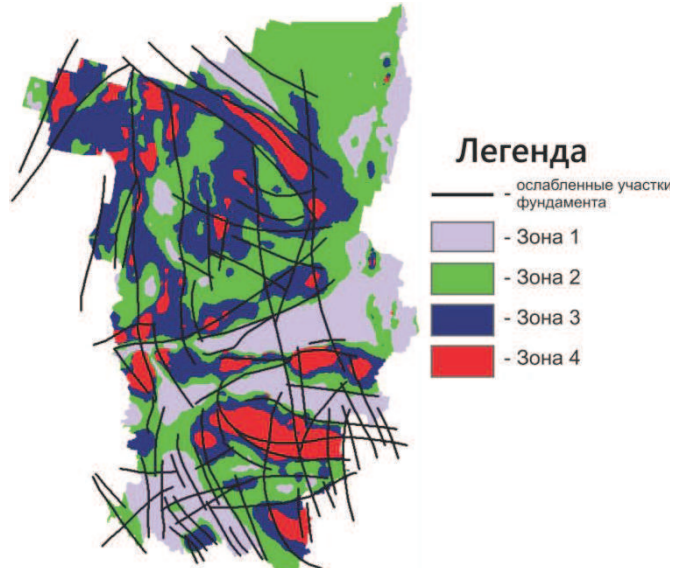 Легенда
- ослабленные участки
фундамента
- Зона 1
- Зона 2
- Зона 3
- Зона 4